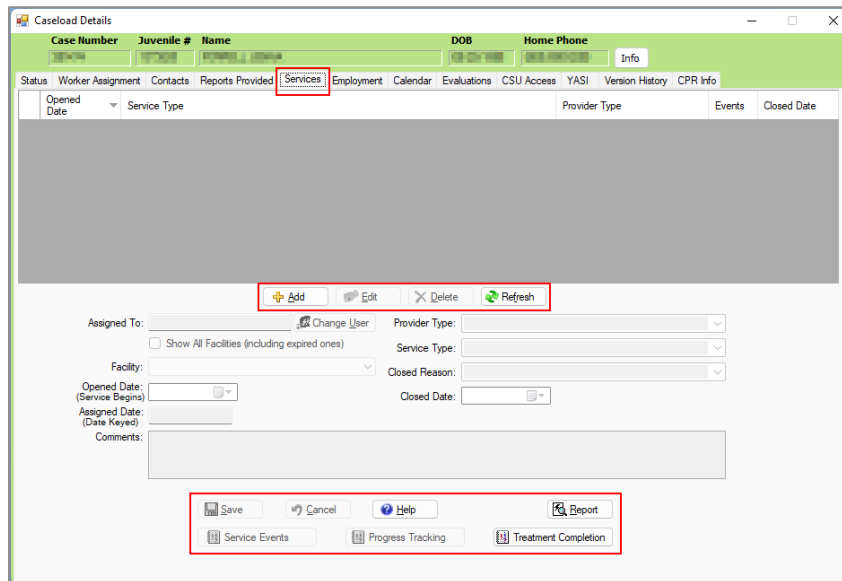 Caseload Details
Case Number Juvenile # Name DOB Home Phone
Info
Status Worker Assignment Contacts Reports Provided Services Employment Calendar Evaluations CSU Access YASI Version History CPR Info
Opened Date Service Type Provider Type Events Closed Date
Add Edit Delete Refresh
Assigned To: Change User Provider Type:
Show All Facilities (including expired ones) Service Type:
Facility: Closed Reason:
Opened Date: Closed Date:
(Service Begins)
Assigned Date:
(Date Keyed)
Comments:
Save Cancel Help Report
Service Events Progress Tracking Treatment Completion